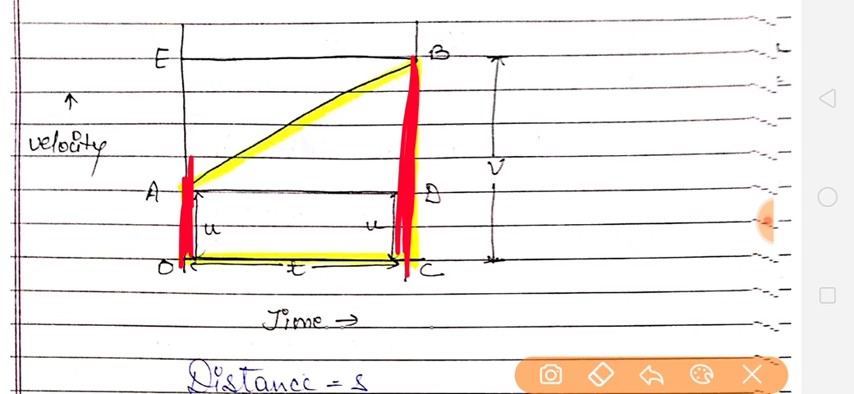 E B
velocity
V
A D
u u
O t C
Time →
Distance = s